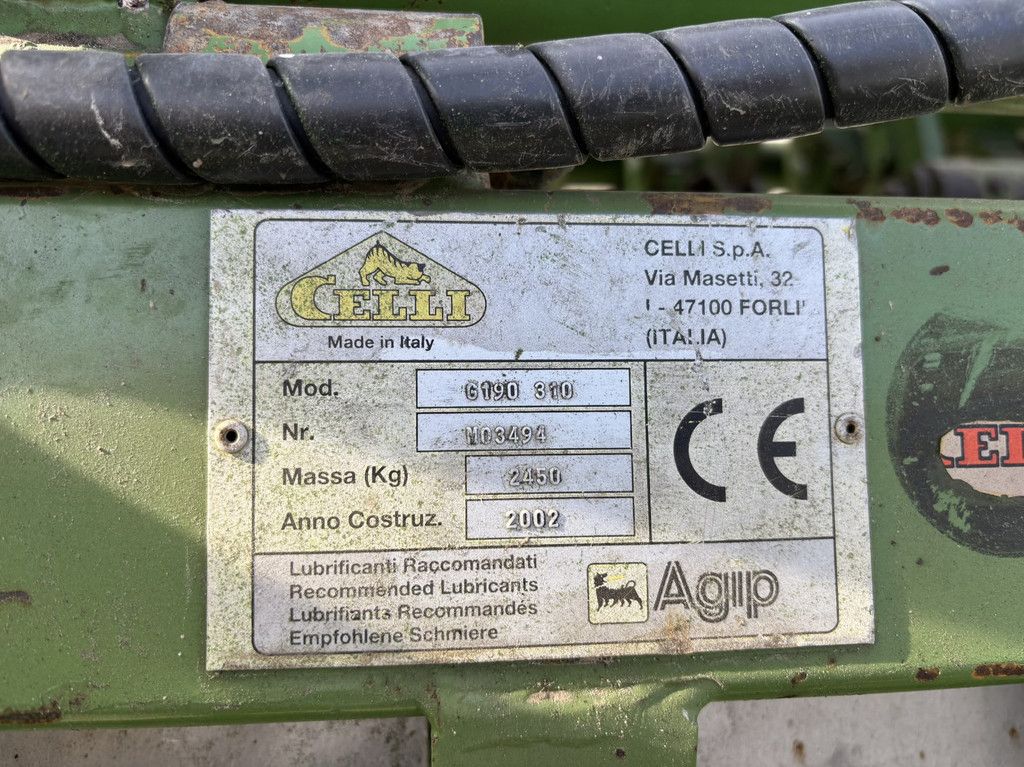 CELLI
Made in Italy
CELLI S.p.A.
Via Masetti, 32
I - 47100 FORLI'
(ITALIA)
Mod. G190 310
Nr. M03494
Massa (Kg) 2450
Anno Costruz. 2002
CE
Lubrificanti Raccomandati
Recommended Lubricants
Lubrifiants Recommandés
Empfohlene Schmiere
Agip